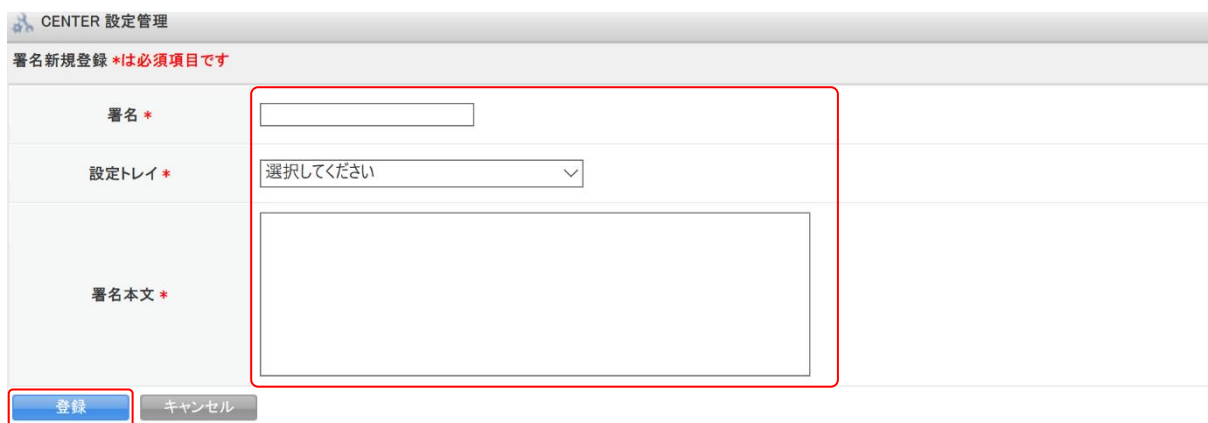 CENTER 設定管理
署名新規登録 *は必須項目です
署名 *
設定トレイ *
選択してください
署名本文 *
登録 キャンセル